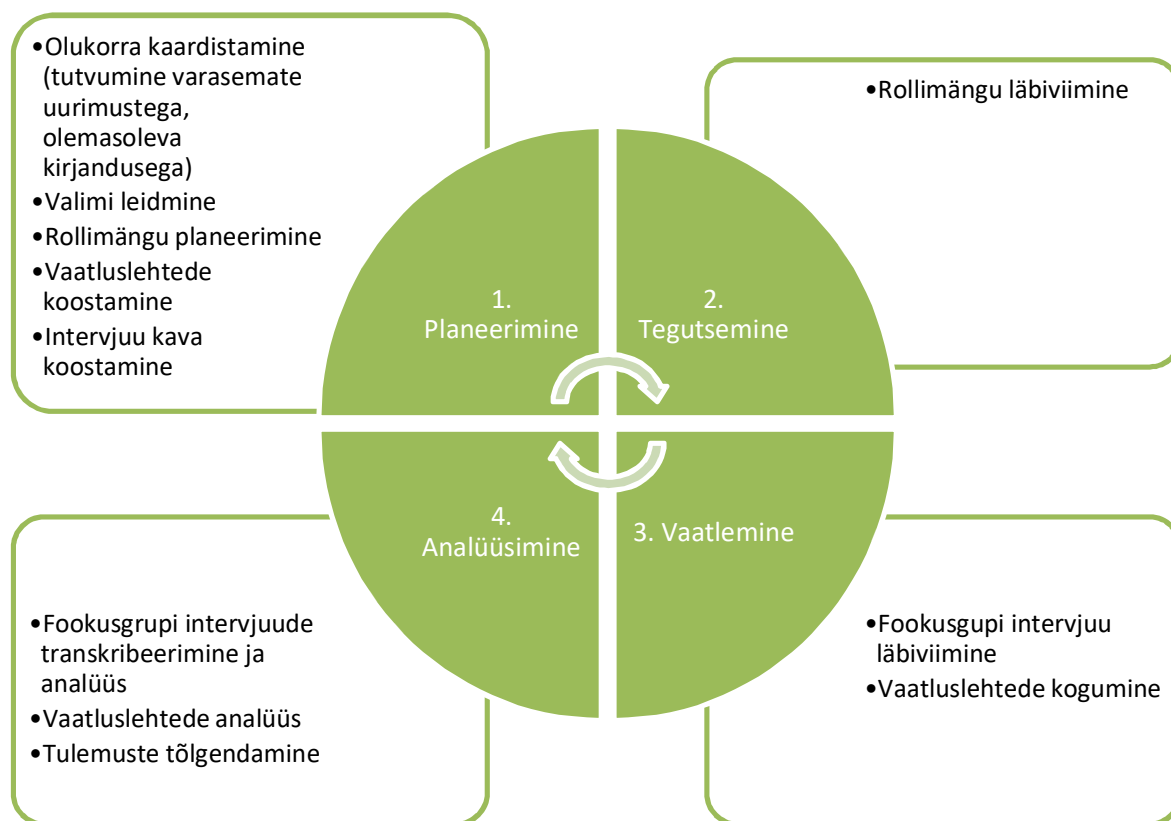 •Olukorra kaardistamine
(tutvumine varasemate
uurimustega,
olemasoleva
kirjandusega)
•Valimi leidmine
•Rollimängu planeerimine
•Vaatluslehtede
koostamine
•Intervjuu kava
koostamine
•Rollimängu läbiviimine
1.
Planeerimine
2.
Tegutsemine
4.
Analüüsimine
3. Vaatlemine
•Fookusgrupi intervjuude
transkribeerimine ja
analüüs
•Vaatluslehtede analüüs
•Tulemuste tõlgendamine
•Fookusgupi intervjuu
läbiviimine
•Vaatluslehtede kogumine